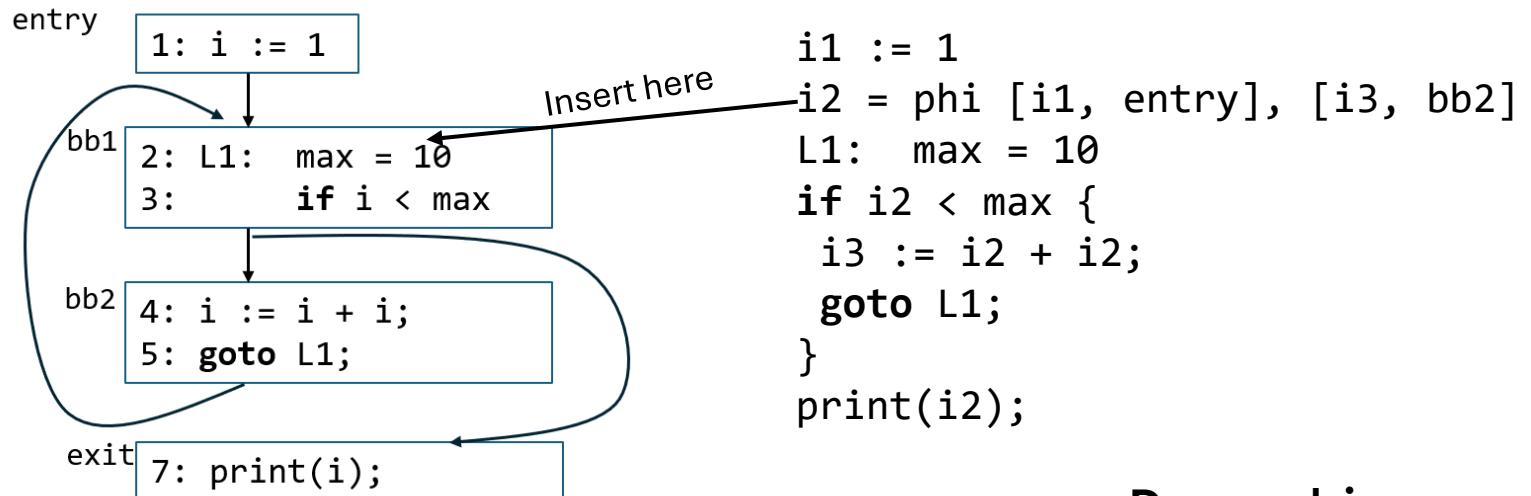 entry
1: i := 1
Insert here
bb1
2: L1:  max = 10
3:      if i < max
bb2
4: i := i + i;
5: goto L1;
exit
7: print(i);
i1 := 1
i2 = phi [i1, entry], [i3, bb2]
L1:  max = 10
if i2 < max {
 i3 := i2 + i2;
 goto L1;
}
print(i2);